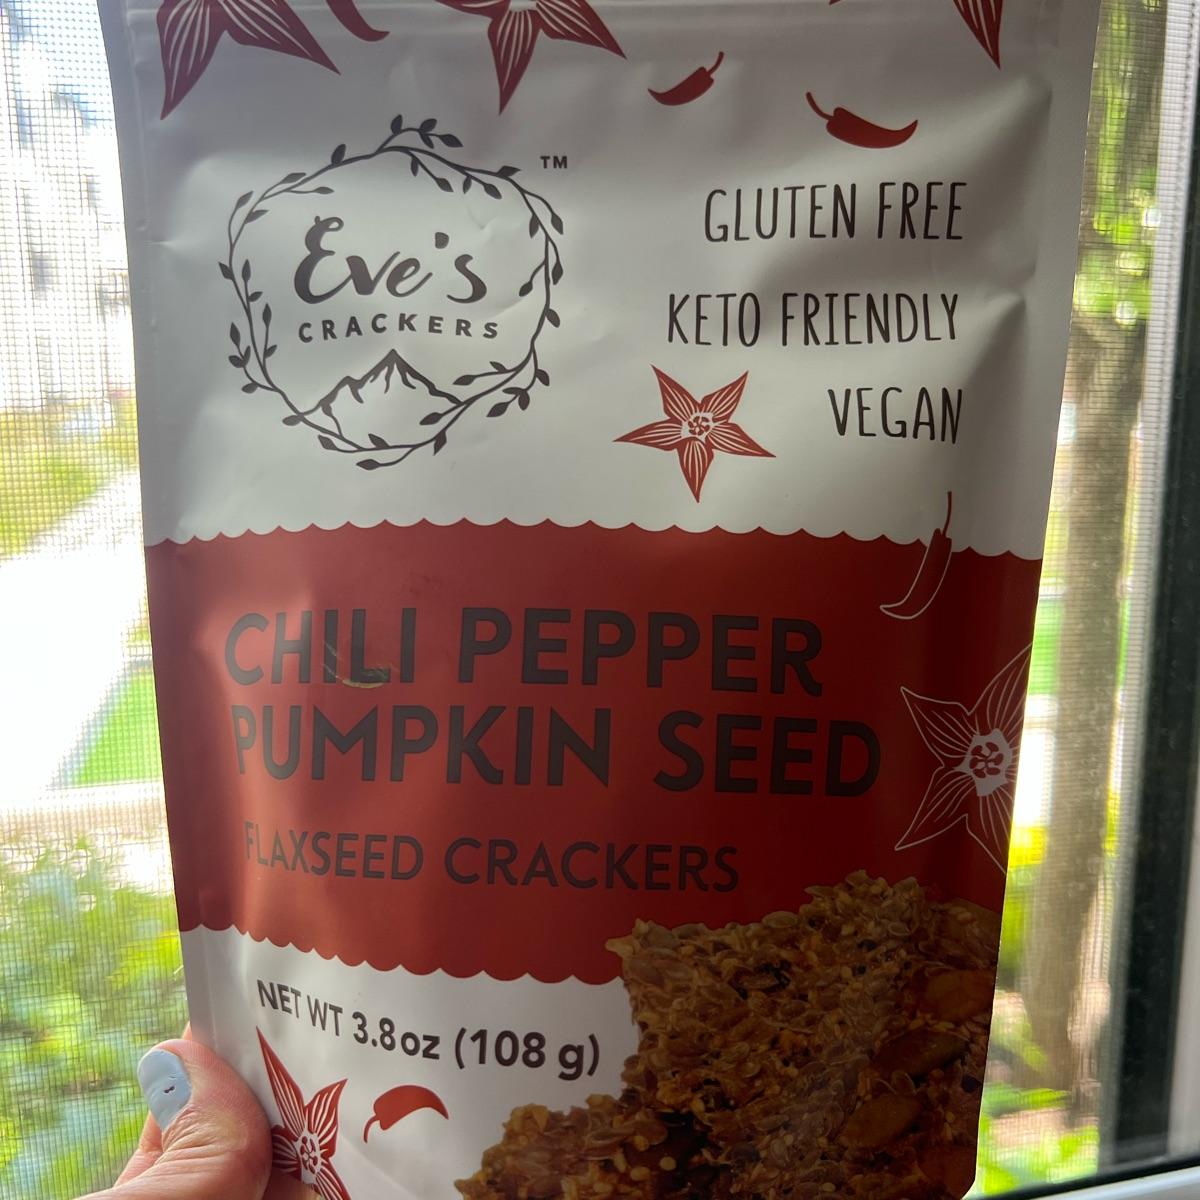 Eve's
CRACKERS
TM
GLUTEN FREE
KETO FRIENDLY
VEGAN
CHILI PEPPER
PUMPKIN SEED
FLAXSEED CRACKERS
NET WT 3.8oz (108 g)